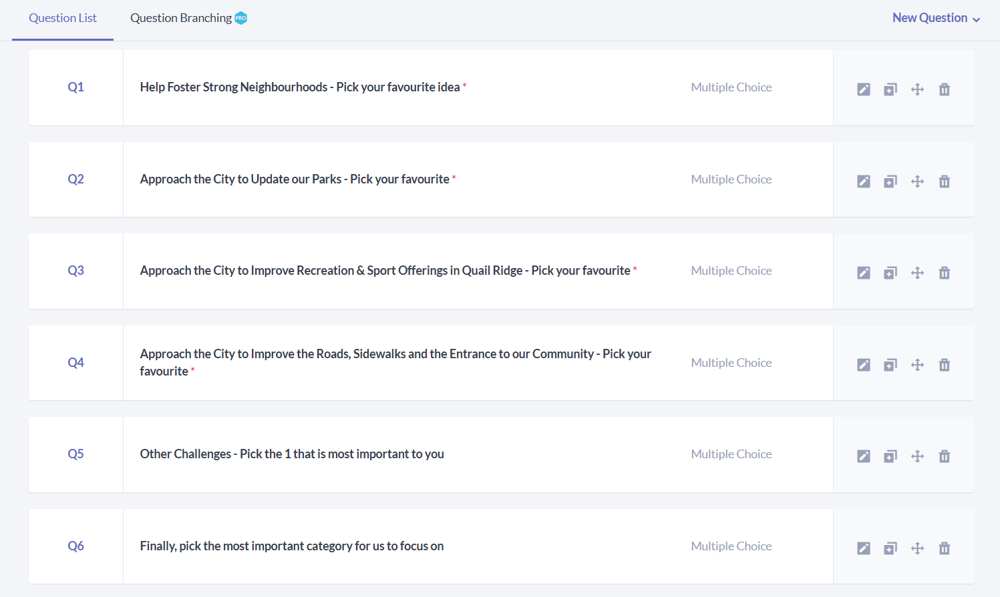 Question List
Question Branching PRO
New Question
Q1
Help Foster Strong Neighbourhoods - Pick your favourite idea *
Multiple Choice
Q2
Approach the City to Update our Parks - Pick your favourite *
Multiple Choice
Q3
Approach the City to Improve Recreation & Sport Offerings in Quail Ridge - Pick your favourite *
Multiple Choice
Q4
Approach the City to Improve the Roads, Sidewalks and the Entrance to our Community - Pick your
favourite *
Multiple Choice
Q5
Other Challenges - Pick the 1 that is most important to you
Multiple Choice
Q6
Finally, pick the most important category for us to focus on
Multiple Choice